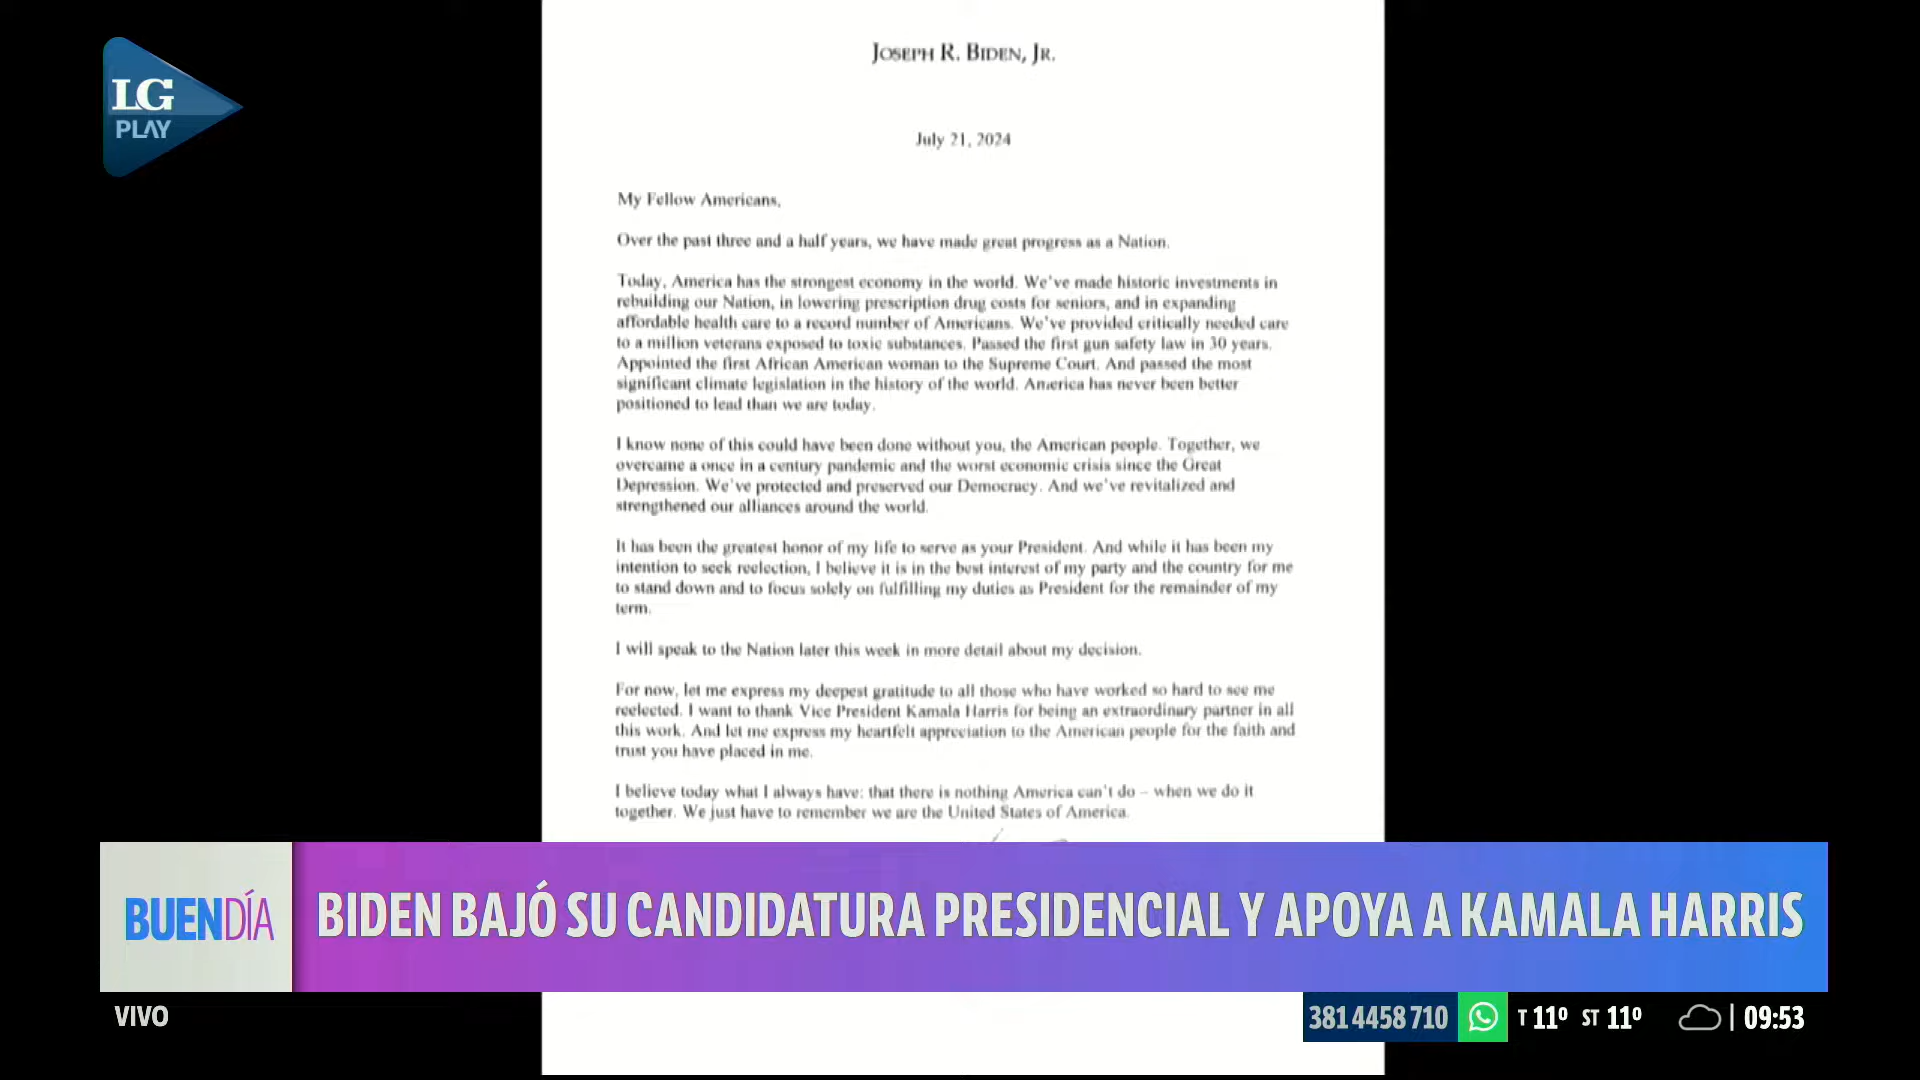 LG
PLAY
JOSEPH R. BIDEN, JR.
July 21, 2024
My Fellow Americans,
Over the past three and a half years, we have made great progress as a Nation.
Today, America has the strongest economy in the world. We've made historic investments in
rebuilding our Nation, in lowering prescription drug costs for seniors, and in expanding
affordable health care to a record number of Americans. We've provided critically needed care
to a million veterans exposed to toxic substances. Passed the first gun safety law in 30 years.
Appointed the first African American woman to the Supreme Court. And passed the most
significant climate legislation in the history of the world. America has never been better
positioned to lead than we are today.
I know none of this could have been done without you, the American people. Together, we
overcame a once in a century pandemic and the worst economic crisis since the Great
Depression. We've protected and preserved our Democracy. And we've revitalized and
strengthened our alliances around the world.
It has been the greatest honor of my life to serve as your President. And while it has been my
intention to seek reelection, I believe it is in the best interest of my party and the country for me
to stand down and to focus solely on fulfilling my duties as President for the remainder of my
term.
I will speak to the Nation later this week in more detail about my decision.
For now, let me express my deepest gratitude to all those who have worked so hard to see me
reelected. I want to thank Vice President Kamala Harris for being an extraordinary partner in all
this work. And let me express my heartfelt appreciation to the American people for the faith and
trust you have placed in me.
I believe today what I always have: that there is nothing America can't do – when we do it
together. We just have to remember we are the United States of America.
BUENDÍA
BIDEN BAJÓ SU CANDIDATURA PRESIDENCIAL Y APOYA A KAMALA HARRIS
VIVO
381 4458 710 T 11º ST 11º | 09:53